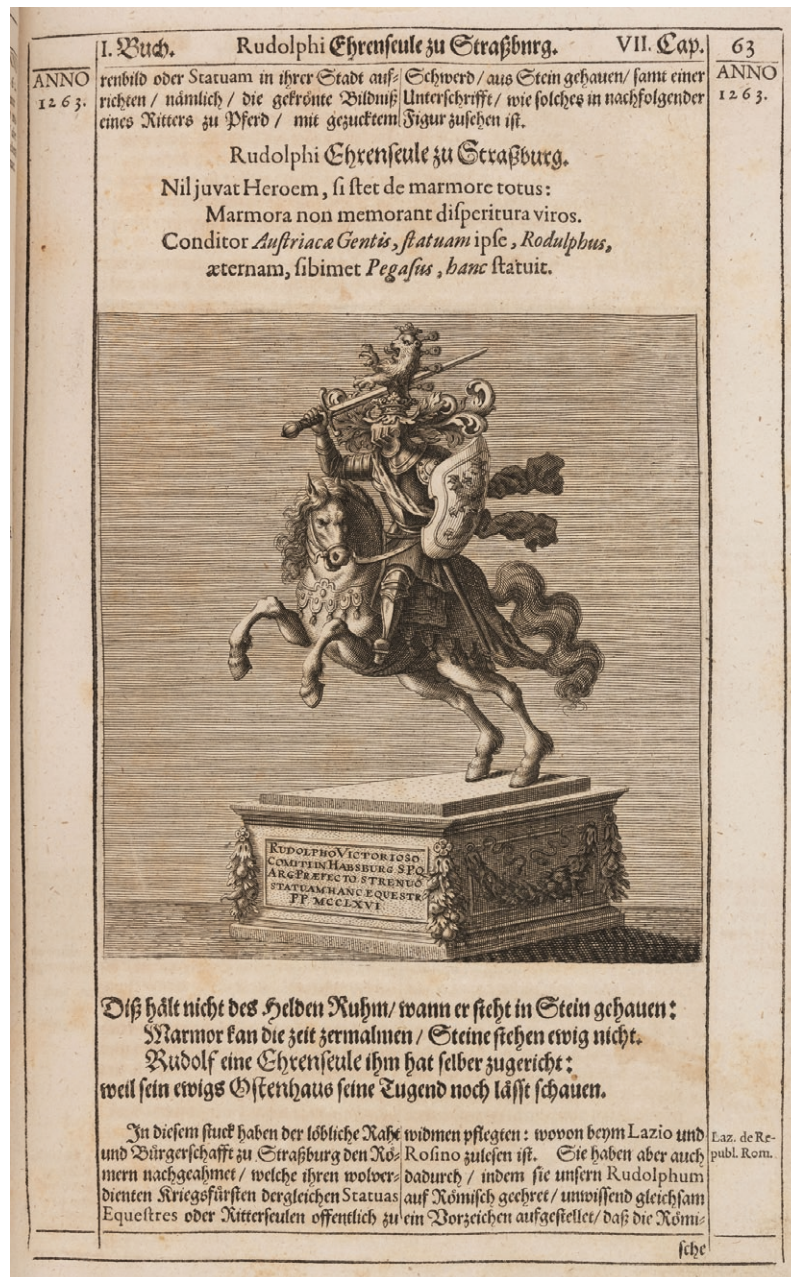 I. Buch. Rudolphi Ehrenseule zu Straßburg. VII. Cap. 63
ANNO
1263.
renbild oder Statuam in ihrer Stadt auf-
richten / nämlich / die gekrönte Bildniß
eines Ritters zu Pferd / mit gezucktem
Schwerd / aus Stein gehauen / samt einer
Unterschrifft / wie solches in nachfolgender
Figur zusehen ist.
ANNO
1263.
Rudolphi Ehrenseule zu Straßburg.
Nil juvat Heroem, si stet de marmore totus:
Marmora non memorant disperitura viros.
Conditor Austriacæ Gentis, statuam ipse, Rodulphus,
æternam, sibimet Pegasus, hanc statuit.
RUDOLPHO VICTORIOSO
COMITI IN HABSBURG SPQ
ARG PRÆFECTO STRENUO
STATUAM HANC EQUESTR
PP MCCLXVI
Diß hält nicht des Helden Ruhm / wann er steht in Stein gehauen:
Marmor kan die zeit zermalmen / Steine stehen ewig nicht.
Rudolf eine Ehrenseule ihm hat selber zugericht:
weil sein ewigs Ostenhaus seine Tugend noch lässt schauen.
In diesem stuck haben der löbliche Raht
und Bürgerschafft zu Straßburg den Rö-
mern nachgeahmet / welche ihren wolver-
dienten Kriegsfürsten dergleichen Statuas
Equestres oder Ritterseulen offentlich zu
widmen pflegten: wovon beym Lazio und
Rosino zulesen ist. Sie haben aber auch
dadurch / indem sie unsern Rudolphum
auf Römisch geehret / unwissend gleichsam
ein Vorzeichen aufgestellet / daß die Römi-
sche
Laz. de Re-
publ. Rom.